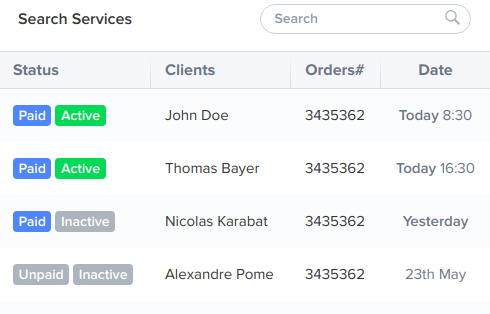 Search Services
Search
Status Clients Orders# Date
Paid Active John Doe 3435362 Today 8:30
Paid Active Thomas Bayer 3435362 Today 16:30
Paid Inactive Nicolas Karabat 3435362 Yesterday
Unpaid Inactive Alexandre Pome 3435362 23th May